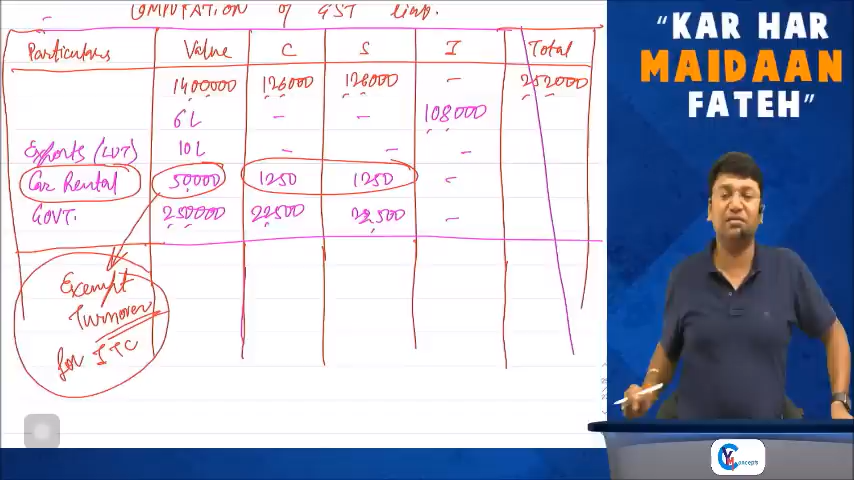 COMPUTATION of GST liab.
Particulars Value C S I Total
1400000 126000 126000 - 252000
6L - - 108000
Exports (LUT) 10L - - -
Car Rental 50000 1250 1250 -
GOVT. 250000 22500 22500 -
Exempt
Turnover
for ITC
"KAR HAR
MAIDAAN
FATEH"